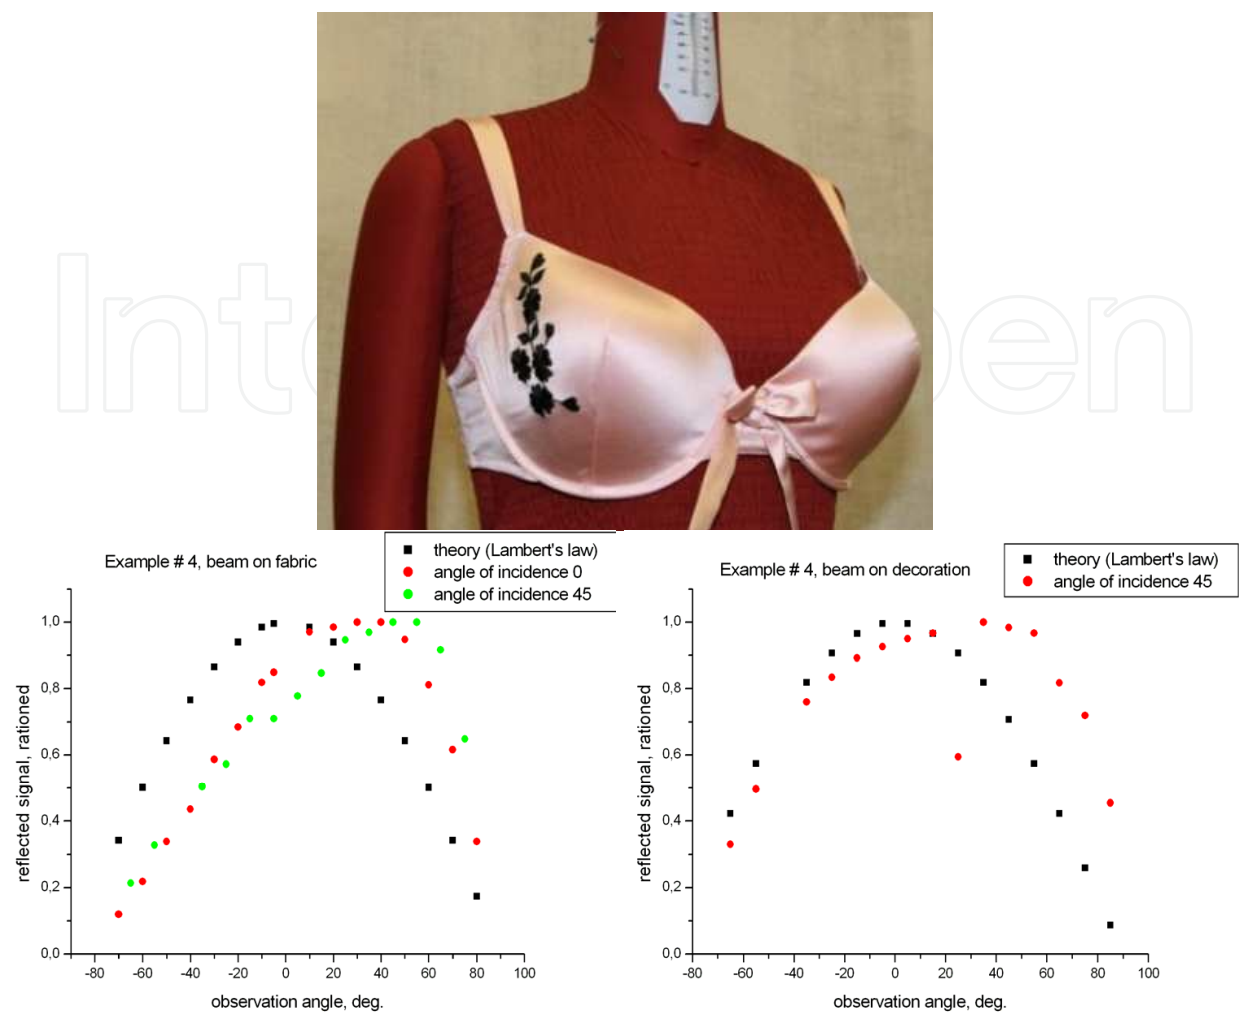 InTechOpen
Example # 4, beam on fabric
theory (Lambert's law)
angle of incidence 0
angle of incidence 45
1,0
0,8
0,6
0,4
0,2
0,0
-80 -60 -40 -20 0 20 40 60 80 100
reflected signal, rationed
observation angle, deg.
Example # 4, beam on decoration
theory (Lambert's law)
angle of incidence 45
1,0
0,8
0,6
0,4
0,2
0,0
-80 -60 -40 -20 0 20 40 60 80 100
reflected signal, rationed
observation angle, deg.